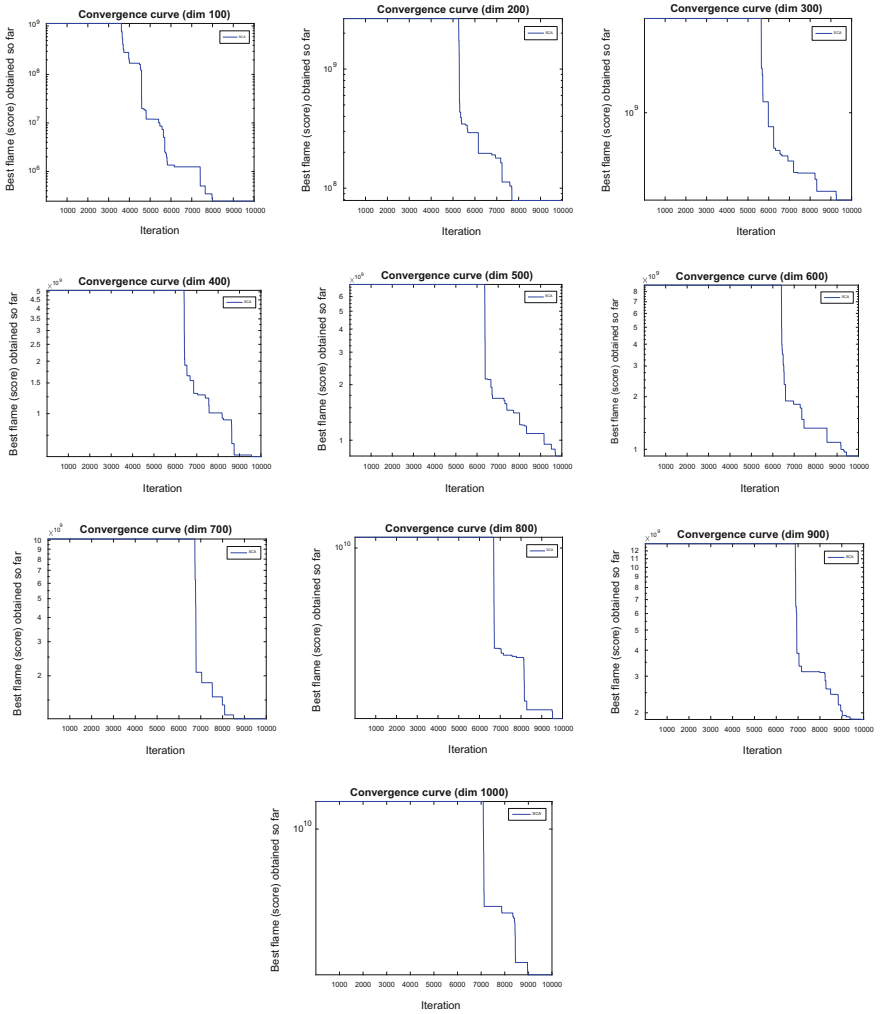 Convergence curve (dim 100)
Best flame (score) obtained so far
10^9
10^8
10^7
10^6
SCA
1000 2000 3000 4000 5000 6000 7000 8000 9000 10000
Iteration
Convergence curve (dim 200)
Best flame (score) obtained so far
10^9
10^8
SCA
1000 2000 3000 4000 5000 6000 7000 8000 9000 10000
Iteration
Convergence curve (dim 300)
Best flame (score) obtained so far
10^9
SCA
1000 2000 3000 4000 5000 6000 7000 8000 9000 10000
Iteration
Convergence curve (dim 400)
Best flame (score) obtained so far
×10^9
5
4.5
4
3.5
3
2.5
2
1.5
1
SCA
1000 2000 3000 4000 5000 6000 7000 8000 9000 10000
Iteration
Convergence curve (dim 500)
Best flame (score) obtained so far
×10^9
6
5
4
3
2
1
SCA
1000 2000 3000 4000 5000 6000 7000 8000 9000 10000
Iteration
Convergence curve (dim 600)
Best flame (score) obtained so far
×10^9
8
7
6
5
4
3
2
1
SCA
1000 2000 3000 4000 5000 6000 7000 8000 9000 10000
Iteration
Convergence curve (dim 700)
Best flame (score) obtained so far
×10^9
10
9
8
7
6
5
4
3
2
SCA
1000 2000 3000 4000 5000 6000 7000 8000 9000 10000
Iteration
Convergence curve (dim 800)
Best flame (score) obtained so far
10^10
SCA
1000 2000 3000 4000 5000 6000 7000 8000 9000 10000
Iteration
Convergence curve (dim 900)
Best flame (score) obtained so far
×10^9
12
11
10
9
8
7
6
5
4
3
2
SCA
1000 2000 3000 4000 5000 6000 7000 8000 9000 10000
Iteration
Convergence curve (dim 1000)
Best flame (score) obtained so far
10^10
SCA
1000 2000 3000 4000 5000 6000 7000 8000 9000 10000
Iteration